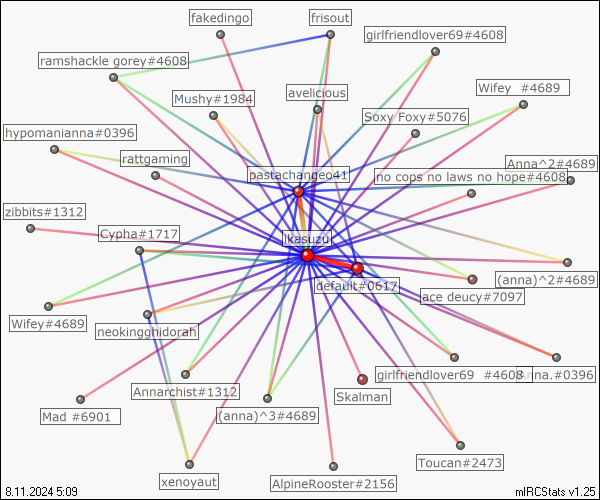 fakedingo
frisout
girlfriendlover69#4608
ramshackle gorey#4608
Mushy#1984
avelicious
Wifey #4689
Soxy Foxy#5076
hypomanianna#0396
rattgaming
pastachangeo41
no cops no laws no hope#4608
Anna^2#4689
zibbits#1312
Cypha#1717
ikasuzu
default#0617
(anna)^2#4689
ace deucy#7097
Wifey#4689
neokingghidorah
Annarchist#1312
girlfriendlover69 #4608
Anna.#0396
Skalman
Mad #6901
(anna)^3#4689
Toucan#2473
xenoyaut
AlpineRooster#2156
8.11.2024 5:09
mIRCStats v1.25